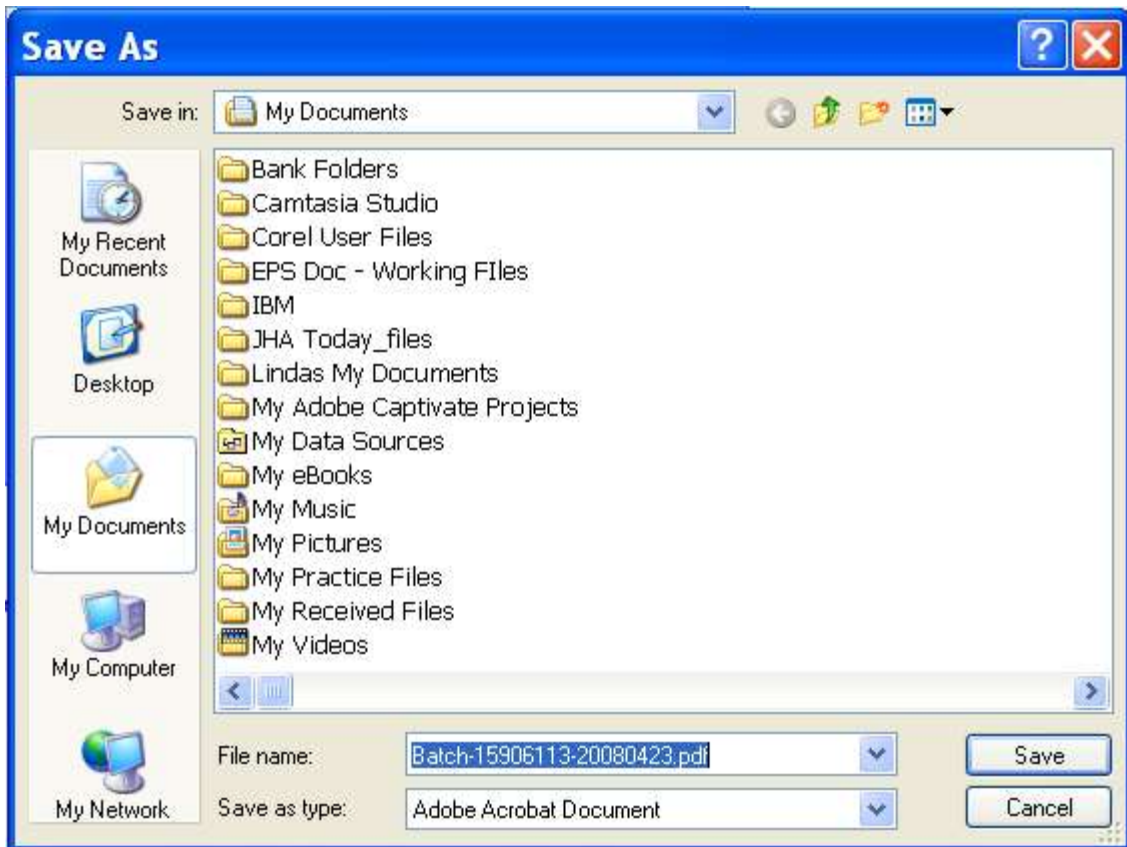 Save As
Save in: My Documents
My Recent
Documents
Desktop
My Documents
My Computer
My Network
Bank Folders
Camtasia Studio
Corel User Files
EPS Doc - Working FIles
IBM
JHA Today_files
Lindas My Documents
My Adobe Captivate Projects
My Data Sources
My eBooks
My Music
My Pictures
My Practice Files
My Received Files
My Videos
File name: Batch-15906113-20080423.pdf Save
Save as type: Adobe Acrobat Document Cancel